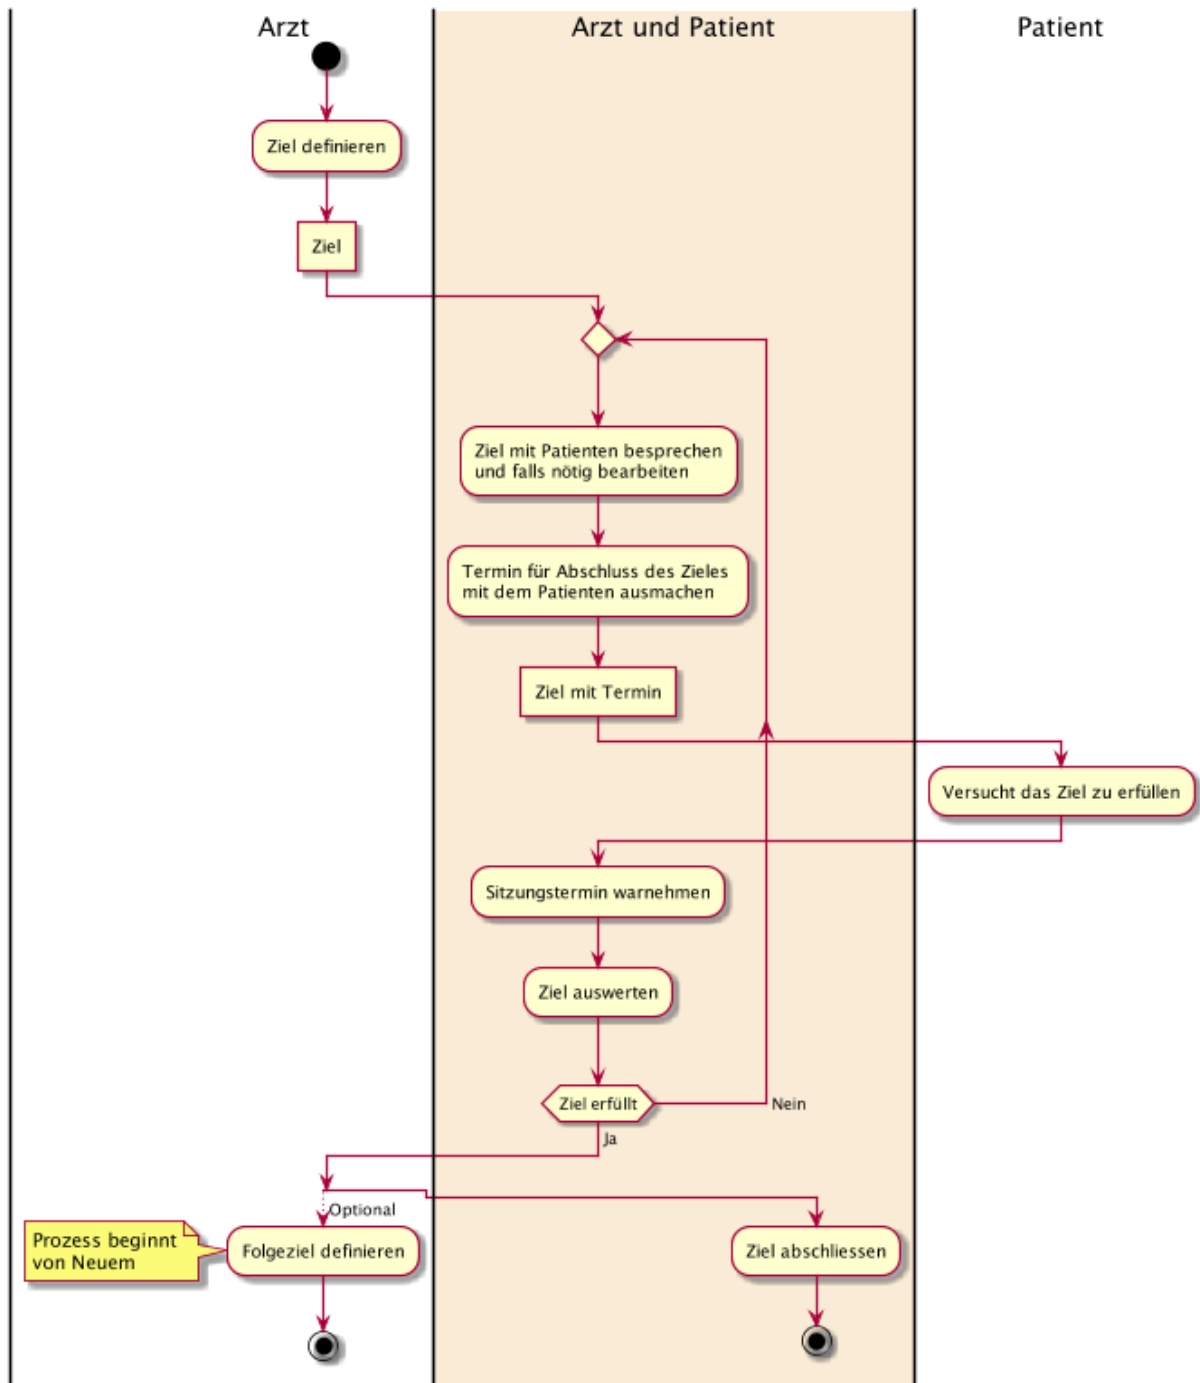 Arzt
Arzt und Patient
Patient
Ziel definieren
Ziel
Ziel mit Patienten besprechen
und falls nötig bearbeiten
Termin für Abschluss des Zieles
mit dem Patienten ausmachen
Ziel mit Termin
Versucht das Ziel zu erfüllen
Sitzungstermin warnehmen
Ziel auswerten
Ziel erfüllt
Nein
Ja
Optional
Prozess beginnt
von Neuem
Folgeziel definieren
Ziel abschliessen